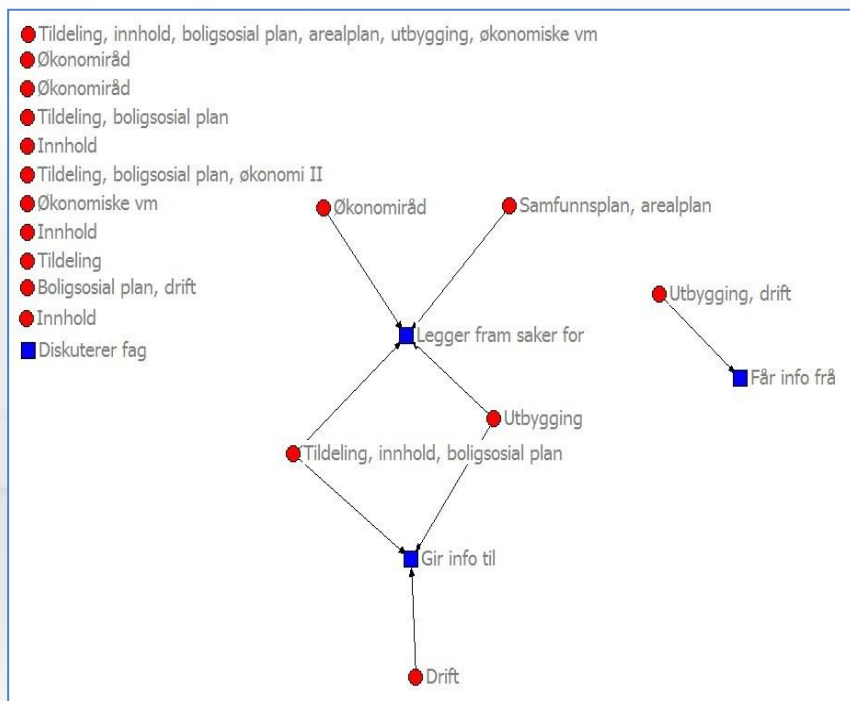 Tildeling, innhold, boligsosial plan, arealplan, utbygging, økonomiske vm
Økonomiråd
Økonomiråd
Tildeling, boligsosial plan
Innhold
Tildeling, boligsosial plan, økonomi II
Økonomiske vm
Innhold
Tildeling
Boligsosial plan, drift
Innhold
Diskuterer fag
Økonomiråd
Samfunnsplan, arealplan
Utbygging, drift
Legger fram saker for
Får info frå
Utbygging
Tildeling, innhold, boligsosial plan
Gir info til
Drift